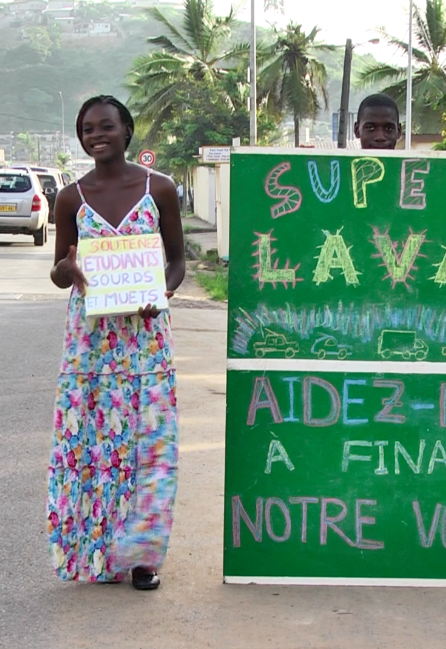 SOUTENEZ
ETUDIANTS
SOURDS
ET MUETS
30
SUPE
LAVA
AIDEZ-
À FINA
NOTRE V